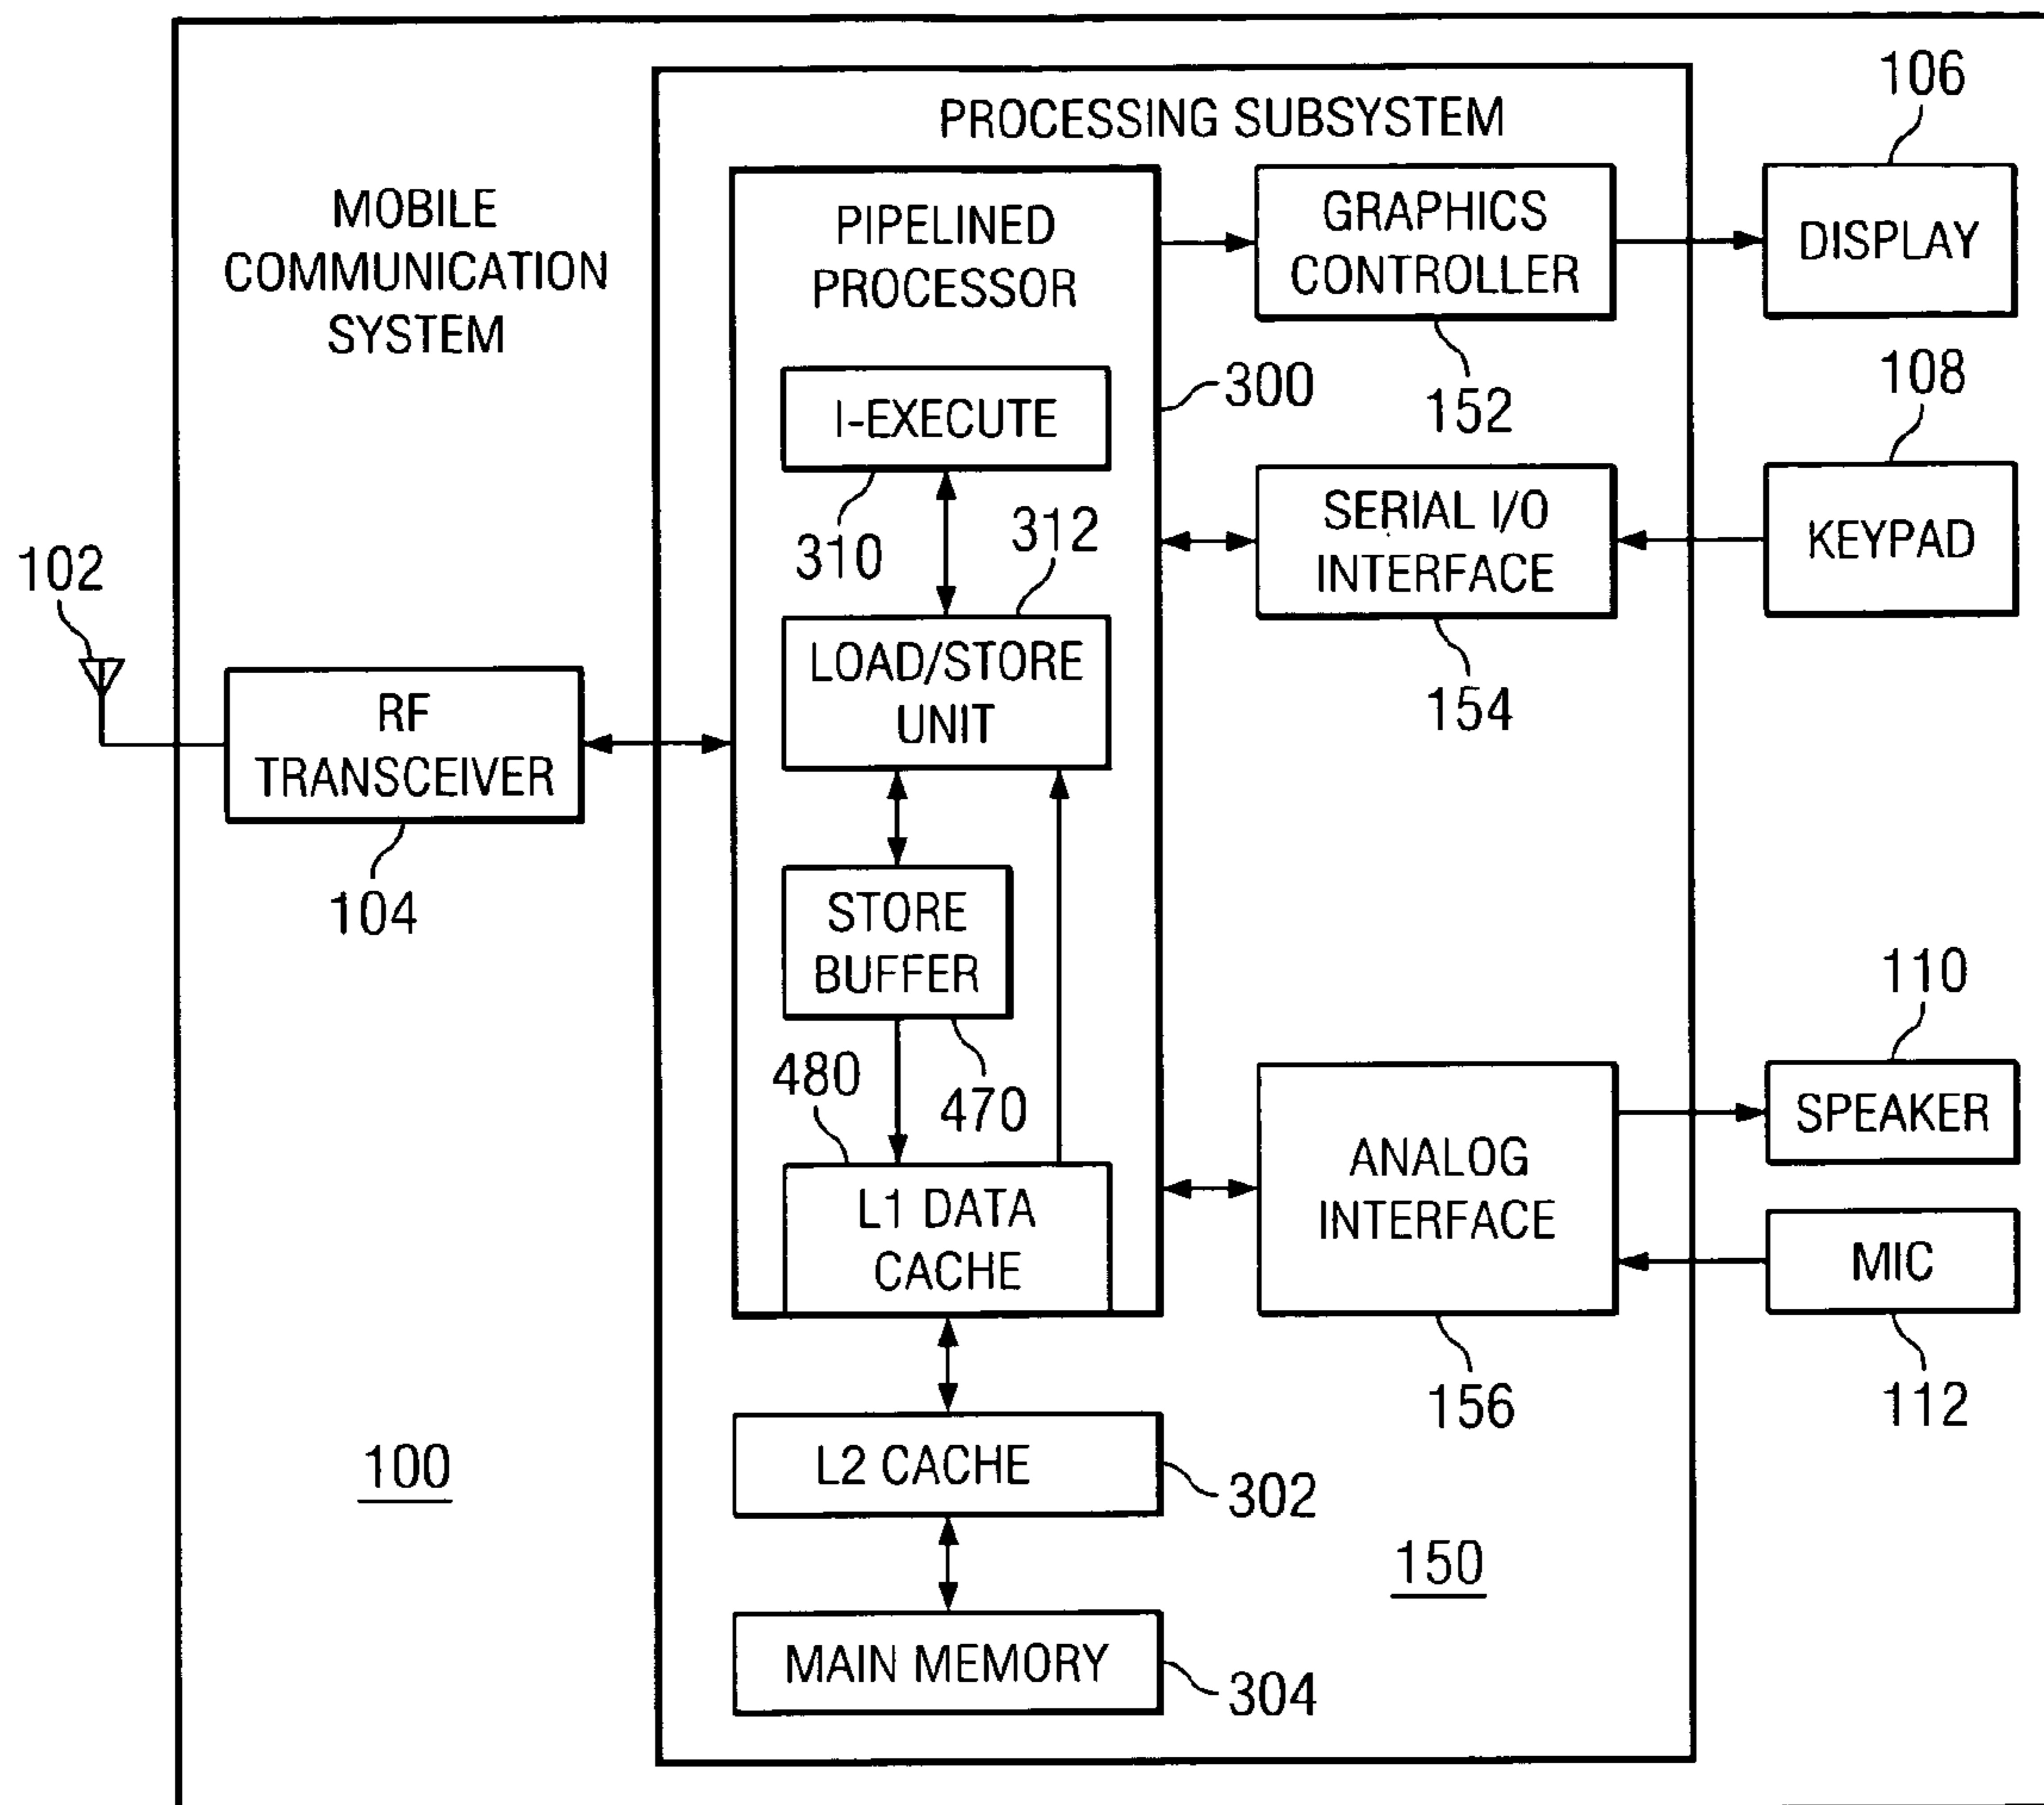 PROCESSING SUBSYSTEM
MOBILE
COMMUNICATION
SYSTEM
PIPELINED
PROCESSOR
GRAPHICS
CONTROLLER
152
106
DISPLAY
300
I-EXECUTE
310
312
SERIAL I/O
INTERFACE
154
108
KEYPAD
102
RF
TRANSCEIVER
104
LOAD/STORE
UNIT
STORE
BUFFER
470
480
L1 DATA
CACHE
ANALOG
INTERFACE
156
110
SPEAKER
MIC
112
L2 CACHE
302
100
150
MAIN MEMORY
304